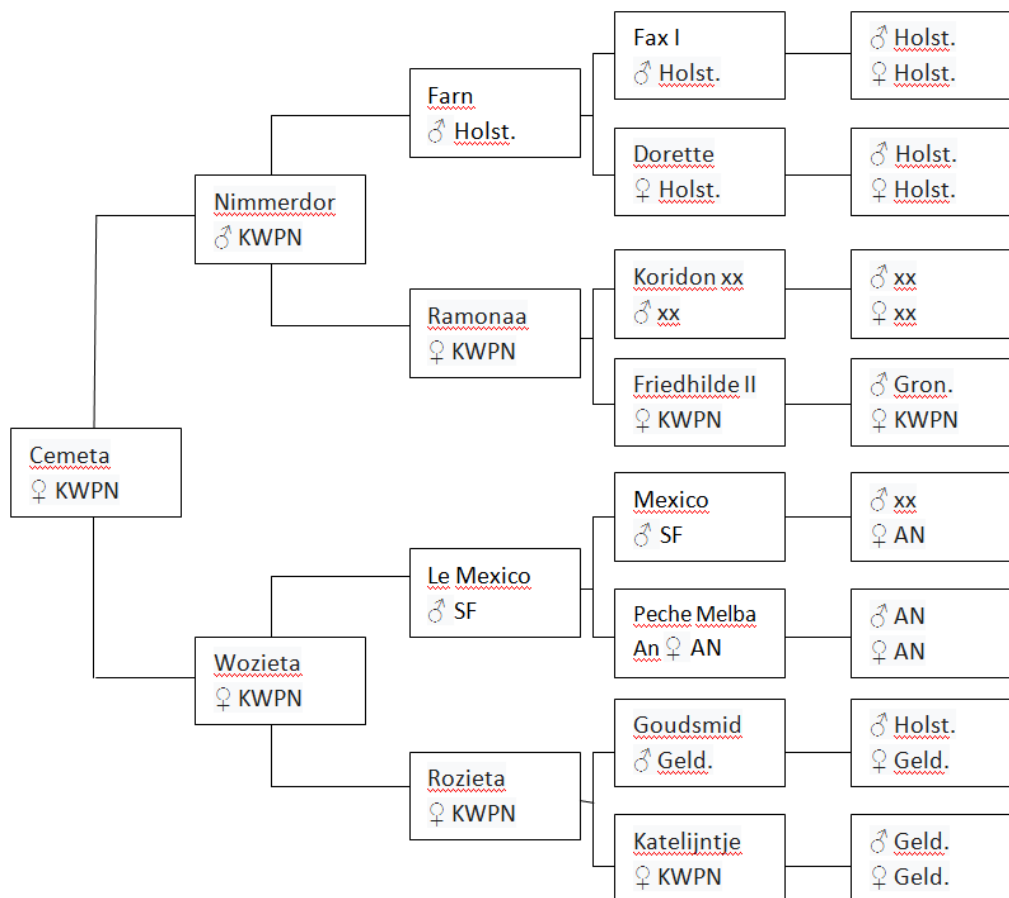 Cemeta
♀ KWPN
Nimmerdor
♂ KWPN
Wozieta
♀ KWPN
Farn
♂ Holst.
Ramonaa
♀ KWPN
Le Mexico
♂ SF
Rozieta
♀ KWPN
Fax I
♂ Holst.
Dorette
♀ Holst.
Koridon xx
♂ xx
Friedhilde II
♀ KWPN
Mexico
♂ SF
Peche Melba
An ♀ AN
Goudsmid
♂ Geld.
Katelijntje
♀ KWPN
♂ Holst.
♀ Holst.
♂ Holst.
♀ Holst.
♂ xx
♀ xx
♂ Gron.
♀ KWPN
♂ xx
♀ AN
♂ AN
♀ AN
♂ Holst.
♀ Geld.
♂ Geld.
♀ Geld.